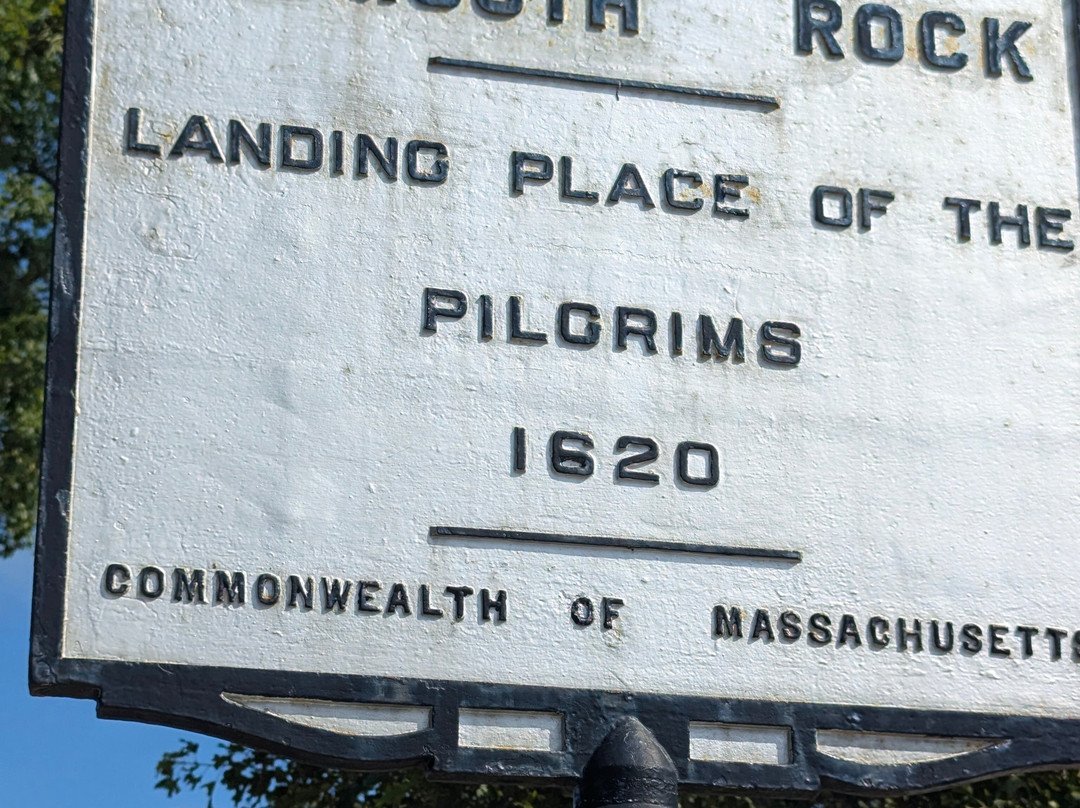 ROCK
LANDING PLACE OF THE
PILGRIMS
1620
COMMONWEALTH OF MASSACHUSETTS